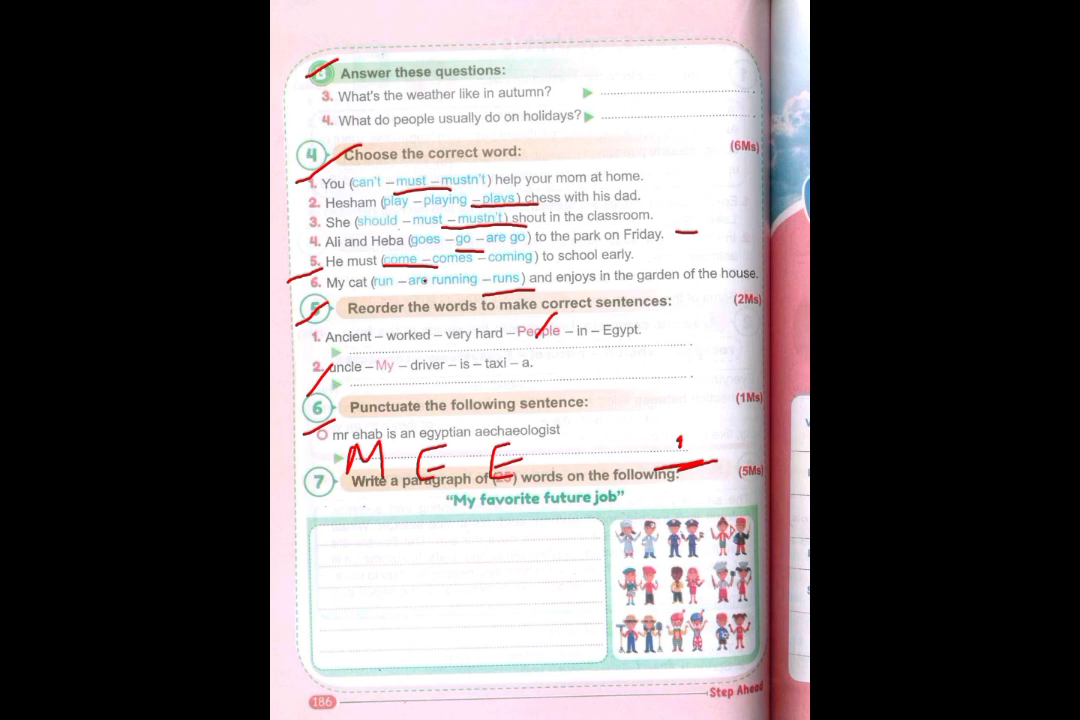 3 Answer these questions:
3. What's the weather like in autumn?
4. What do people usually do on holidays?
4 Choose the correct word: (6Ms)
1. You (can't – must – mustn't) help your mom at home.
2. Hesham (play – playing – plays) chess with his dad.
3. She (should – must – mustn't) shout in the classroom.
4. Ali and Heba (goes – go – are go) to the park on Friday.
5. He must (come – comes – coming) to school early.
6. My cat (run – are running – runs) and enjoys in the garden of the house.
5 Reorder the words to make correct sentences: (2Ms)
1. Ancient – worked – very hard – People – in – Egypt.
2. uncle – My – driver – is – taxi – a.
6 Punctuate the following sentence: (1Ms)
mr ehab is an egyptian aechaeologist
M E E
7 Write a paragraph of (25) words on the following: (5Ms)
"My favorite future job"
186 Step Ahead